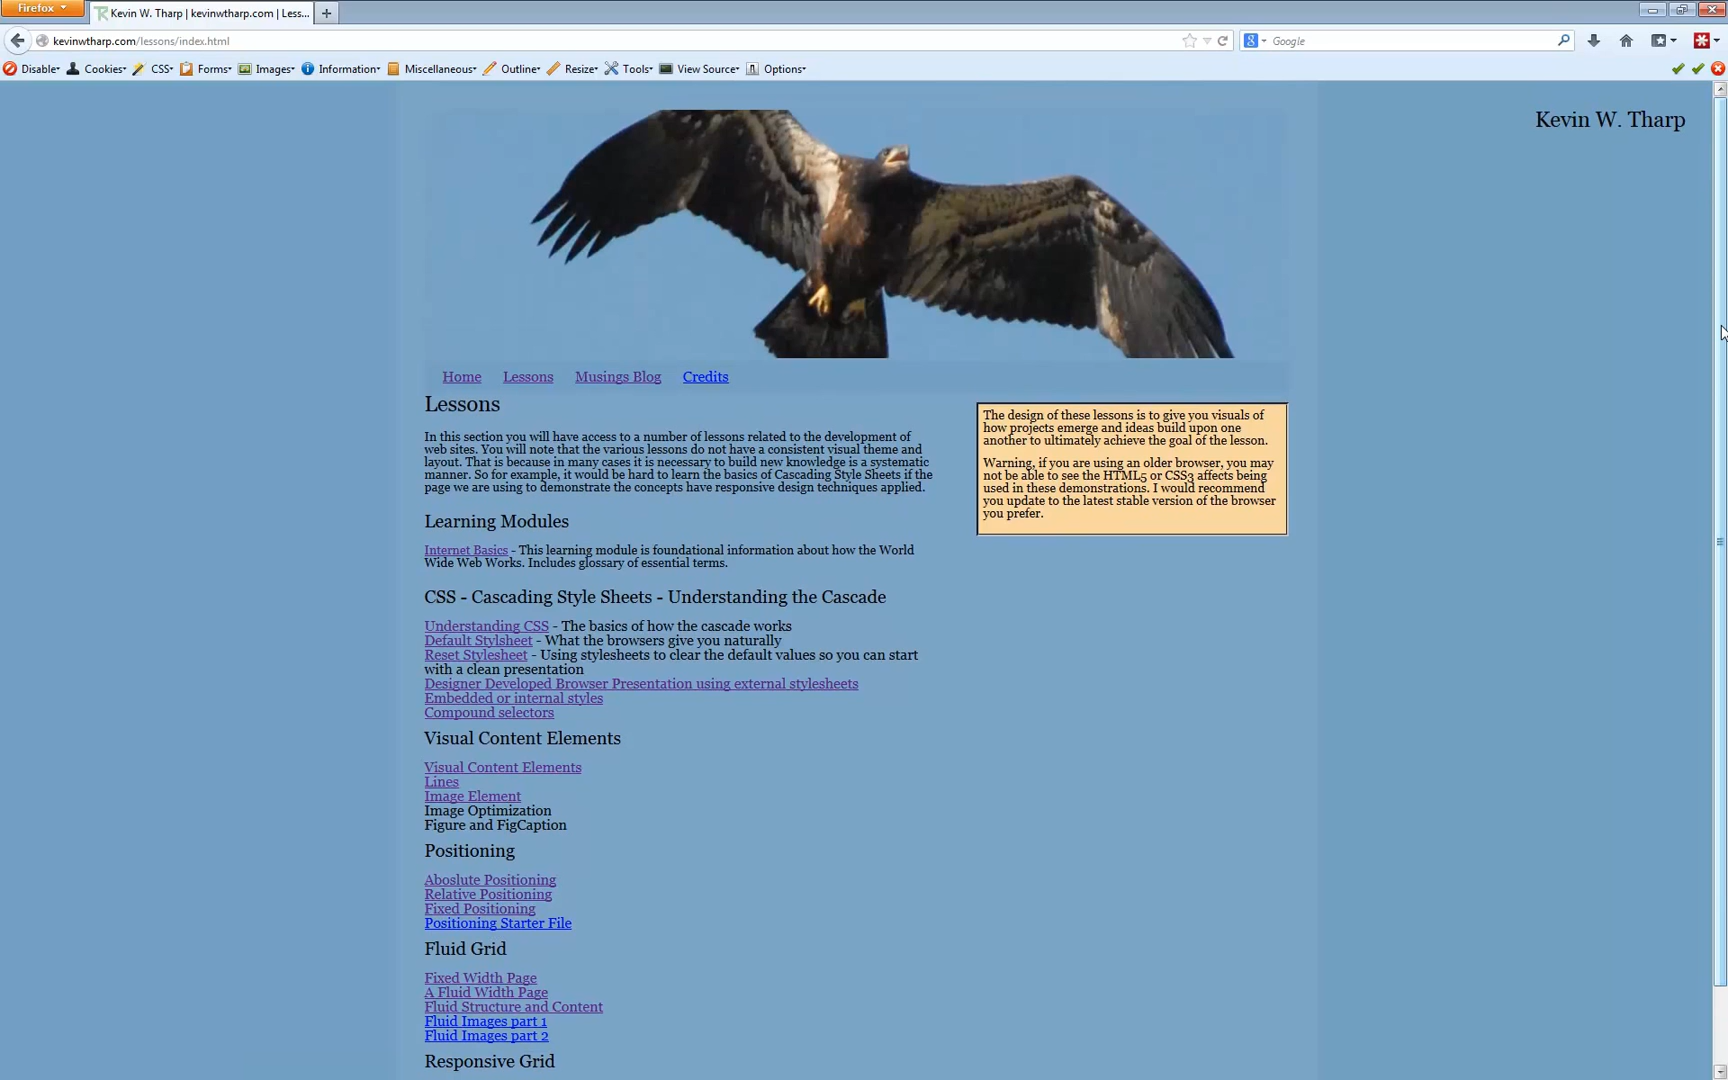 Firefox
Kevin W. Tharp | kevinwtharp.com | Less...
kevinwtharp.com/lessons/index.html
Google
Disable Cookies CSS Forms Images Information Miscellaneous Outline Resize Tools View Source Options
Kevin W. Tharp
Home Lessons Musings Blog Credits
Lessons
In this section you will have access to a number of lessons related to the development of
web sites. You will note that the various lessons do not have a consistent visual theme and
layout. That is because in many cases it is necessary to build new knowledge is a systematic
manner. So for example, it would be hard to learn the basics of Cascading Style Sheets if the
page we are using to demonstrate the concepts have responsive design techniques applied.
The design of these lessons is to give you visuals of
how projects emerge and ideas build upon one
another to ultimately achieve the goal of the lesson.
Warning, if you are using an older browser, you may
not be able to see the HTML5 or CSS3 affects being
used in these demonstrations. I would recommend
you update to the latest stable version of the browser
you prefer.
Learning Modules
Internet Basics - This learning module is foundational information about how the World
Wide Web Works. Includes glossary of essential terms.
CSS - Cascading Style Sheets - Understanding the Cascade
Understanding CSS - The basics of how the cascade works
Default Stylsheet - What the browsers give you naturally
Reset Stylesheet - Using stylesheets to clear the default values so you can start
with a clean presentation
Designer Developed Browser Presentation using external stylesheets
Embedded or internal styles
Compound selectors
Visual Content Elements
Visual Content Elements
Lines
Image Element
Image Optimization
Figure and FigCaption
Positioning
Aboslute Positioning
Relative Positioning
Fixed Positioning
Positioning Starter File
Fluid Grid
Fixed Width Page
A Fluid Width Page
Fluid Structure and Content
Fluid Images part 1
Fluid Images part 2
Responsive Grid